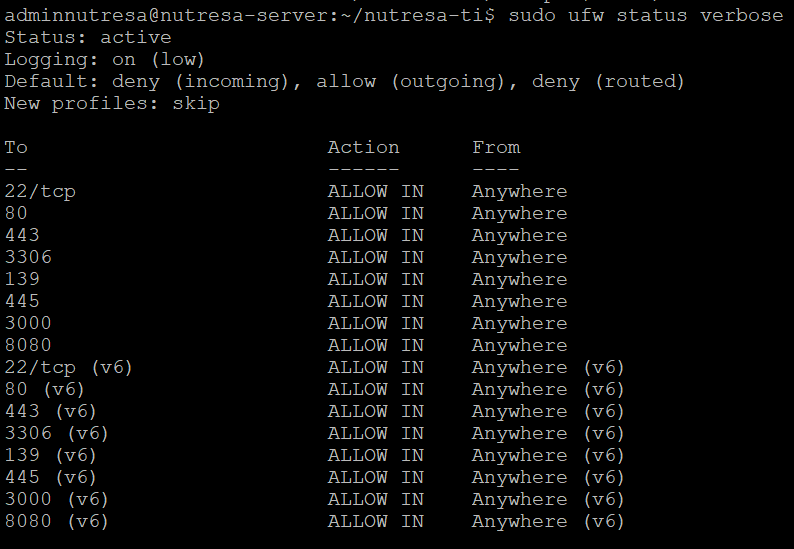 adminnutresa@nutresa-server:~/nutresa-ti$ sudo ufw status verbose
Status: active
Logging: on (low)
Default: deny (incoming), allow (outgoing), deny (routed)
New profiles: skip

To                         Action      From
--                         ------      ----
22/tcp                     ALLOW IN    Anywhere
80                         ALLOW IN    Anywhere
443                        ALLOW IN    Anywhere
3306                       ALLOW IN    Anywhere
139                        ALLOW IN    Anywhere
445                        ALLOW IN    Anywhere
3000                       ALLOW IN    Anywhere
8080                       ALLOW IN    Anywhere
22/tcp (v6)                ALLOW IN    Anywhere (v6)
80 (v6)                    ALLOW IN    Anywhere (v6)
443 (v6)                   ALLOW IN    Anywhere (v6)
3306 (v6)                  ALLOW IN    Anywhere (v6)
139 (v6)                   ALLOW IN    Anywhere (v6)
445 (v6)                   ALLOW IN    Anywhere (v6)
3000 (v6)                  ALLOW IN    Anywhere (v6)
8080 (v6)                  ALLOW IN    Anywhere (v6)